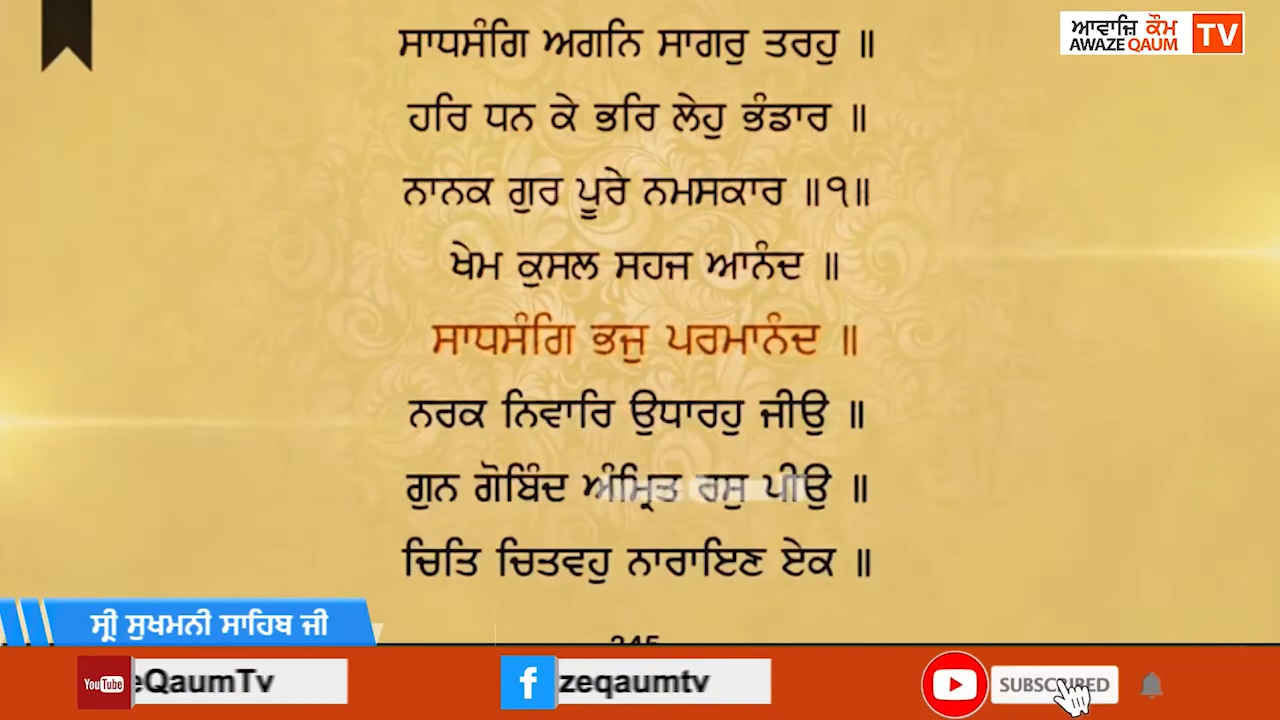 ਆਵਾਜ਼ਿ ਕੌਮ
AWAZE QAUM TV
ਸਾਧਸੰਗਿ ਅਗਨਿ ਸਾਗਰੁ ਤਰਹੁ ॥
ਹਰਿ ਧਨ ਕੇ ਭਰਿ ਲੇਹੁ ਭੰਡਾਰ ॥
ਨਾਨਕ ਗੁਰ ਪੂਰੇ ਨਮਸਕਾਰ ॥੧॥
ਖੇਮ ਕੁਸਲ ਸਹਜ ਆਨੰਦ ॥
ਸਾਧਸੰਗਿ ਭਜੁ ਪਰਮਾਨੰਦ ॥
ਨਰਕ ਨਿਵਾਰਿ ਉਧਾਰਹੁ ਜੀਉ ॥
ਗੁਨ ਗੋਬਿੰਦ ਅੰਮ੍ਰਿਤ ਰਸੁ ਪੀਉ ॥
ਚਿਤਿ ਚਿਤਵਹੁ ਨਾਰਾਇਣ ਏਕ ॥
ਸ੍ਰੀ ਸੁਖਮਨੀ ਸਾਹਿਬ ਜੀ
YouTube eQaumTv
f zeqaumtv
SUBSCRIBED